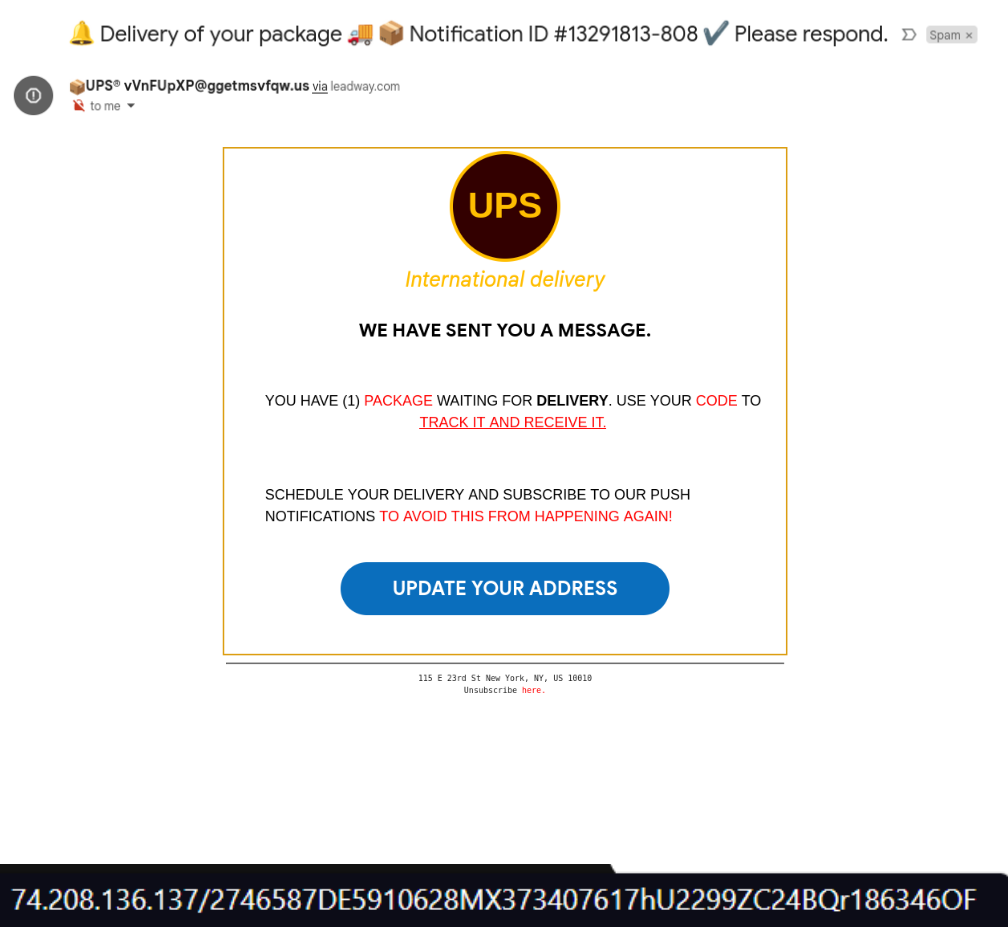 🔔 Delivery of your package 🚚 📦 Notification ID #13291813-808 ✔️ Please respond. Spam ×
📦UPS® vVnFUpXP@ggetmsvfqw.us via leadway.com
to me
UPS
International delivery
WE HAVE SENT YOU A MESSAGE.
YOU HAVE (1) PACKAGE WAITING FOR DELIVERY. USE YOUR CODE TO
TRACK IT AND RECEIVE IT.
SCHEDULE YOUR DELIVERY AND SUBSCRIBE TO OUR PUSH
NOTIFICATIONS TO AVOID THIS FROM HAPPENING AGAIN!
UPDATE YOUR ADDRESS
115 E 23rd St New York, NY, US 10010
Unsubscribe here.
74.208.136.137/2746587DE5910628MX373407617hU2299ZC24BQr186346OF